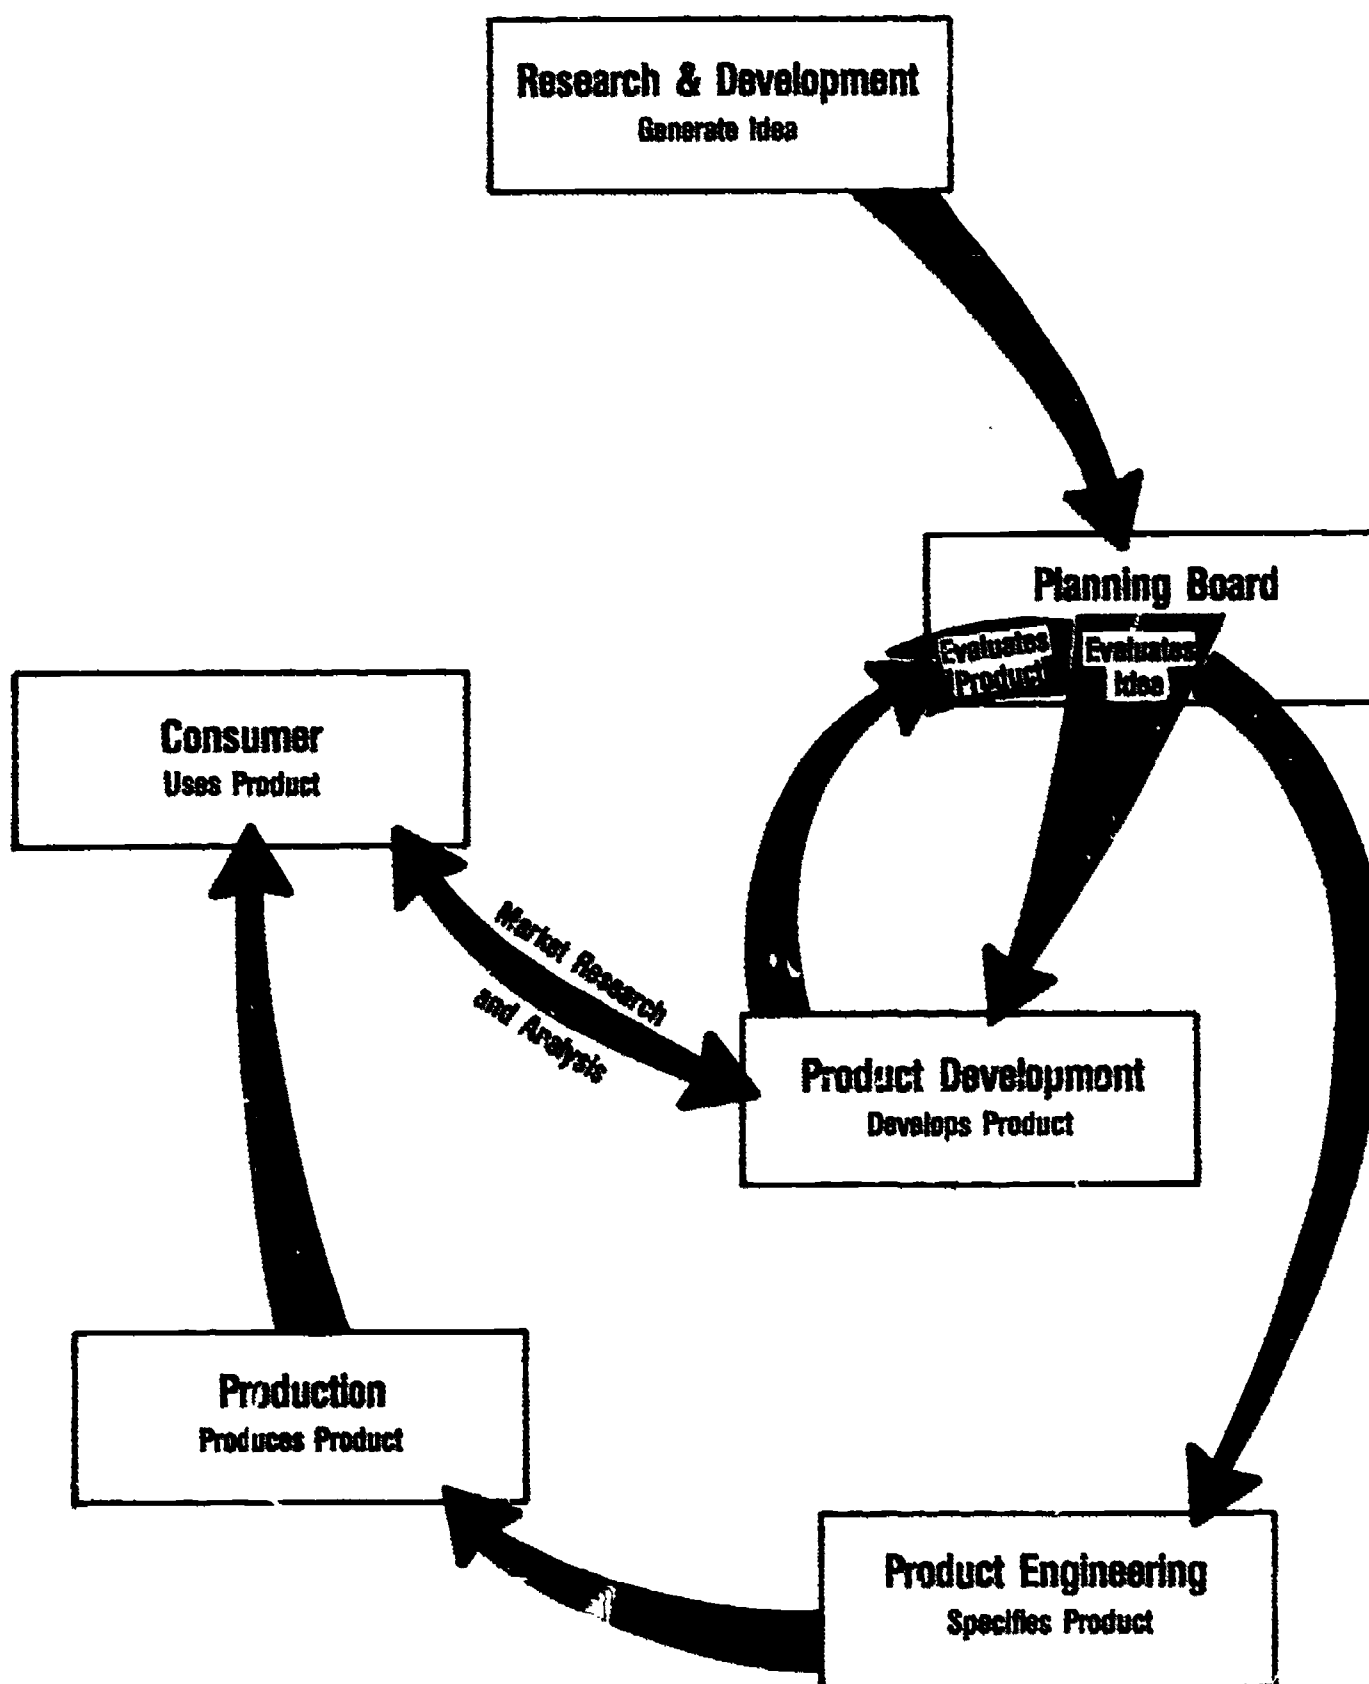 Research & Development
Generate Idea
Planning Board
Evaluates
Product
Evaluates
Idea
Consumer
Uses Product
Market Research
and Analysis
Product Development
Develops Product
Production
Produces Product
Product Engineering
Specifies Product